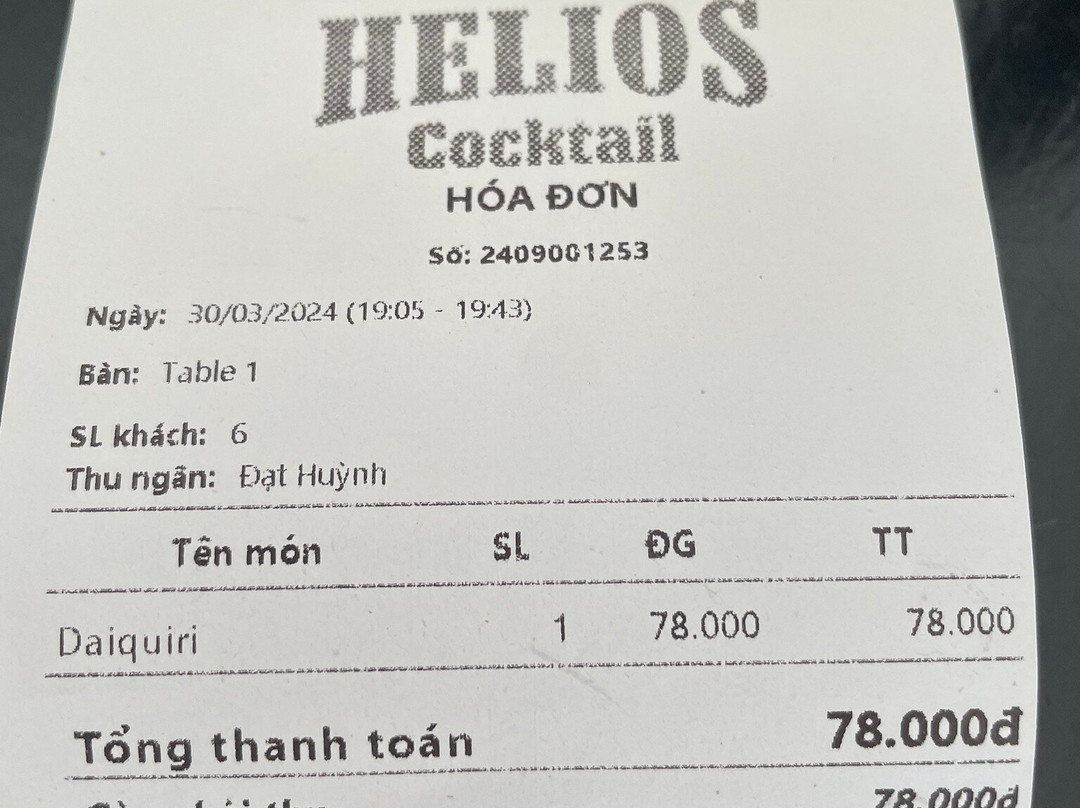 HELIOS
Cocktail
HÓA ĐƠN
Số: 2409001253
Ngày: 30/03/2024 (19:05 - 19:43)
Bàn: Table 1
SL khách: 6
Thu ngân: Đạt Huỳnh
Tên món SL ĐG TT
Daiquiri 1 78.000 78.000
Tổng thanh toán 78.000đ
78.000đ